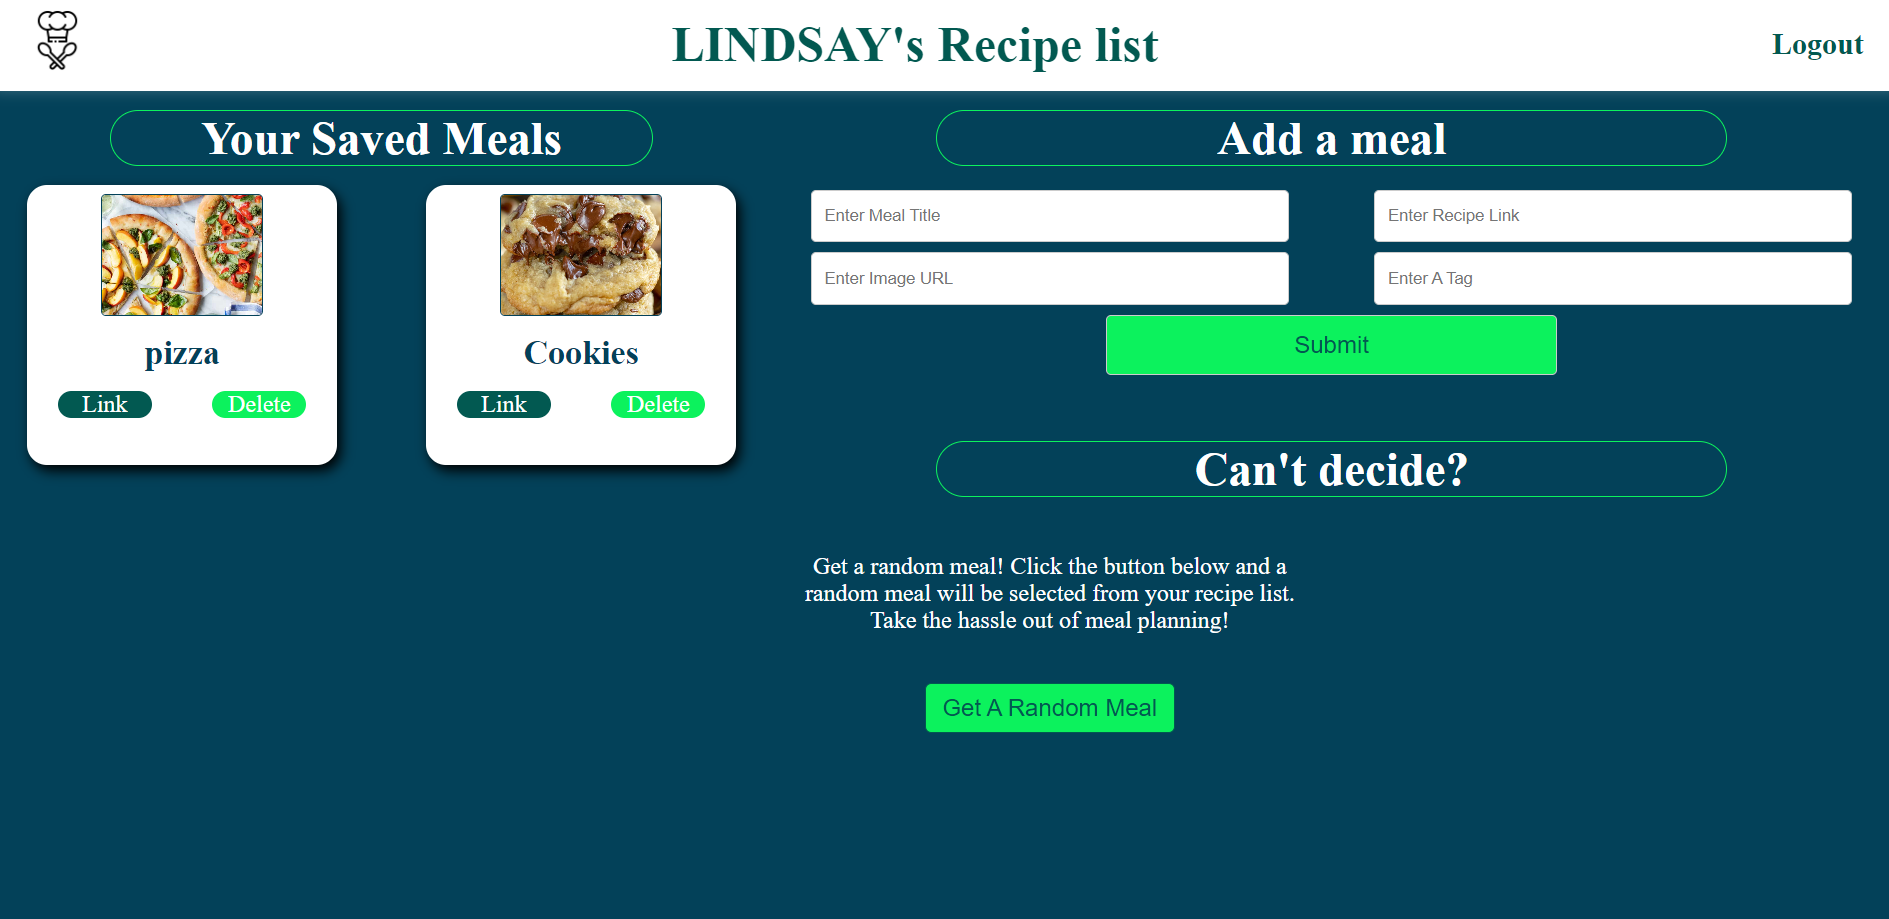 LINDSAY's Recipe list
Logout
Your Saved Meals
pizza
Link
Delete
Cookies
Link
Delete
Add a meal
Enter Meal Title
Enter Recipe Link
Enter Image URL
Enter A Tag
Submit
Can't decide?
Get a random meal! Click the button below and a
random meal will be selected from your recipe list.
Take the hassle out of meal planning!
Get A Random Meal